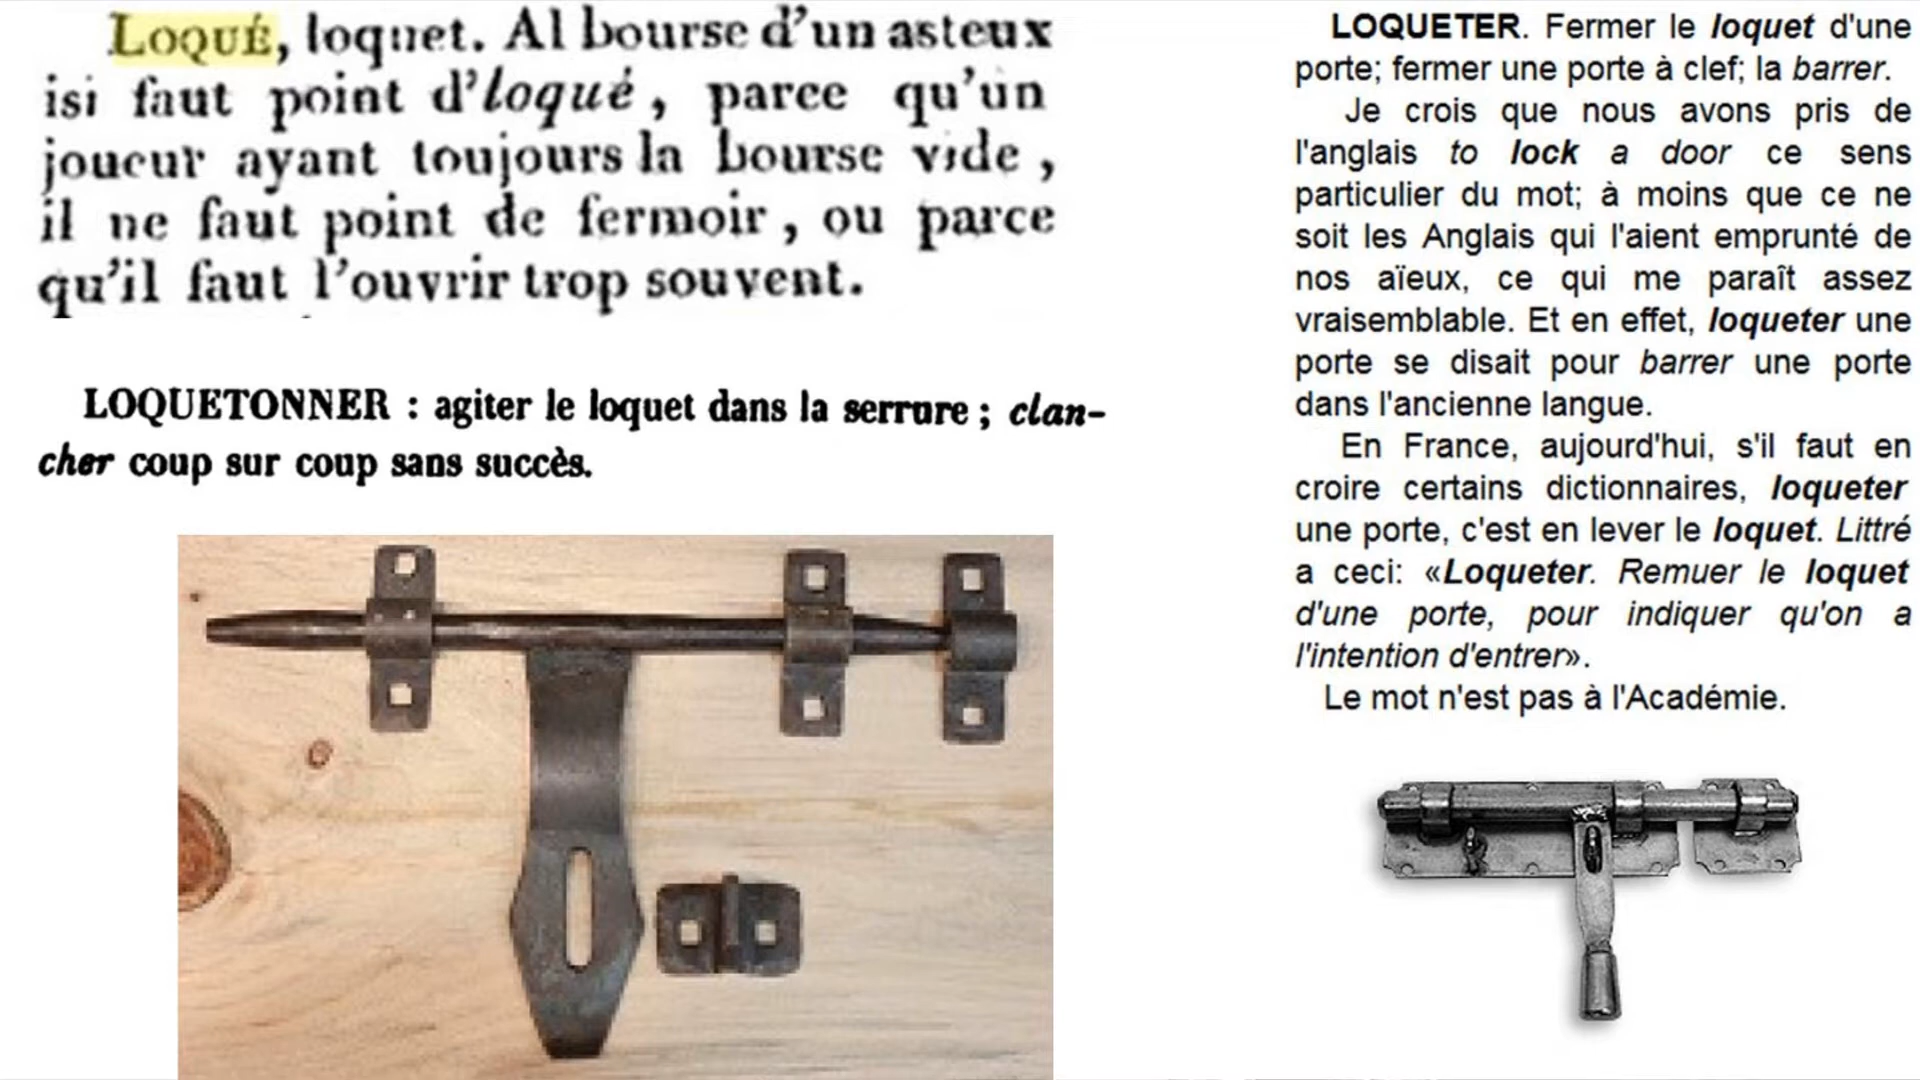 LOQUÉ, loquet. Al bourse d'un asteux
isi faut point d'loqué, parce qu'un
joueur ayant toujours la bourse vide,
il ne faut point de fermoir, ou parce
qu'il faut l'ouvrir trop souvent.
LOQUETONNER : agiter le loquet dans la serrure ; clan-
cher coup sur coup sans succès.
LOQUETER. Fermer le loquet d'une
porte; fermer une porte à clef; la barrer.
Je crois que nous avons pris de
l'anglais to lock a door ce sens
particulier du mot; à moins que ce ne
soit les Anglais qui l'aient emprunté de
nos aïeux, ce qui me paraît assez
vraisemblable. Et en effet, loqueter une
porte se disait pour barrer une porte
dans l'ancienne langue.
En France, aujourd'hui, s'il faut en
croire certains dictionnaires, loqueter
une porte, c'est en lever le loquet. Littré
a ceci: «Loqueter. Remuer le loquet
d'une porte, pour indiquer qu'on a
l'intention d'entrer».
Le mot n'est pas à l'Académie.